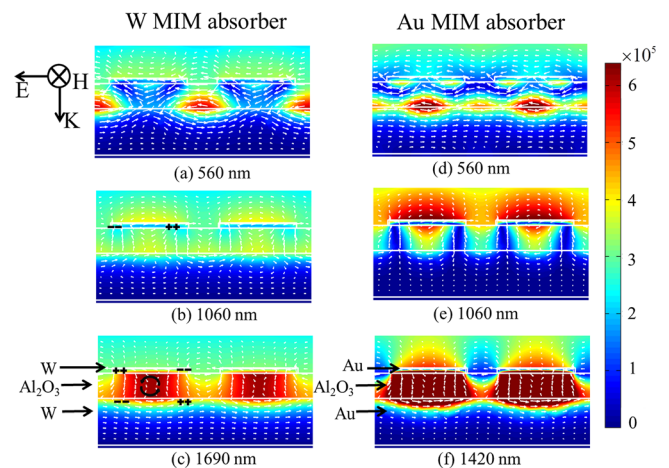 W MIM absorber
Au MIM absorber
E
H
K
(a) 560 nm
(d) 560 nm
×10⁵
6
5
4
3
2
1
0
-- ++
(b) 1060 nm
(e) 1060 nm
W
Al₂O₃
W
++ --
-- ++
Au
Al₂O₃
Au
(c) 1690 nm
(f) 1420 nm